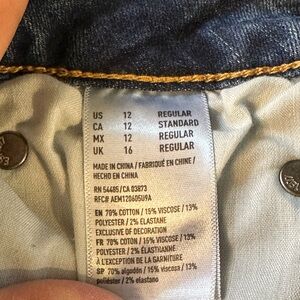 US 12 REGULAR
CA 12 STANDARD
MX 12 REGULAR
UK 16 REGULAR
MADE IN CHINA / FABRIQUÉ EN CHINE /
HECHO EN CHINA
RN 54485/CA 03873
RFC# AEM120605U9A
EN 70% COTTON / 15% VISCOSE / 13%
POLYESTER / 2% ELASTANE
EXCLUSIVE OF DECORATION
FR 70% COTON / 15% VISCOSE / 13%
POLYESTER / 2% ÉLASTHANNE
À L'EXCEPTION DE LA GARNITURE
SP 70% algodón / 15% viscosa / 13%
poliéster / 2% elastano